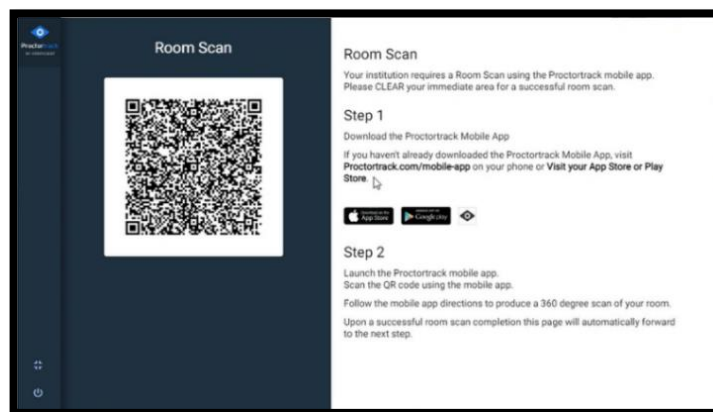 Proctortrack
Room Scan
Room Scan
Your institution requires a Room Scan using the Proctortrack mobile app.
Please CLEAR your immediate area for a successful room scan.
Step 1
Download the Proctortrack Mobile App
If you haven't already downloaded the Proctortrack Mobile App, visit
Proctortrack.com/mobile-app on your phone or Visit your App Store or Play
Store.
App Store
Google play
Step 2
Launch the Proctortrack mobile app.
Scan the QR code using the mobile app.
Follow the mobile app directions to produce a 360 degree scan of your room.
Upon a successful room scan completion this page will automatically forward
to the next step.